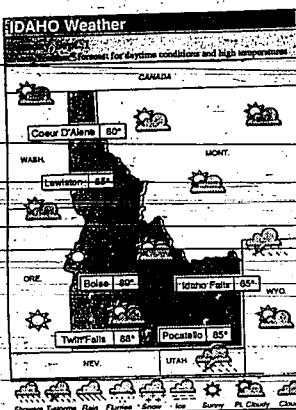 IDAHO Weather
forecast for daytime conditions and high temperatures
CANADA
Coeur D'Alene 80°
WASH.
MONT.
Lewiston 85°
ORE.
Boise 89°
Idaho Falls 85°
WYO.
Twin Falls 88°
Pocatello 85°
NEV.
UTAH
Showers T-storms Rain Flurries Snow Ice Sunny Pt. Cloudy